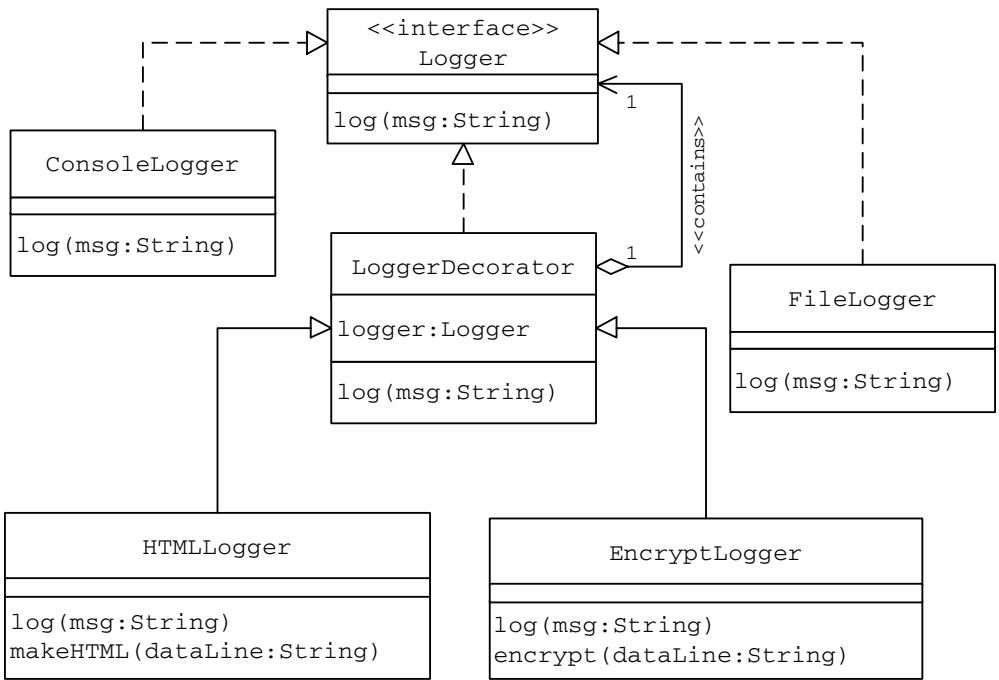 <<interface>>
Logger
log(msg:String)
1
<<contains>>
ConsoleLogger
log(msg:String)
LoggerDecorator
1
logger:Logger
log(msg:String)
FileLogger
log(msg:String)
HTMLLogger
log(msg:String)
makeHTML(dataLine:String)
EncryptLogger
log(msg:String)
encrypt(dataLine:String)